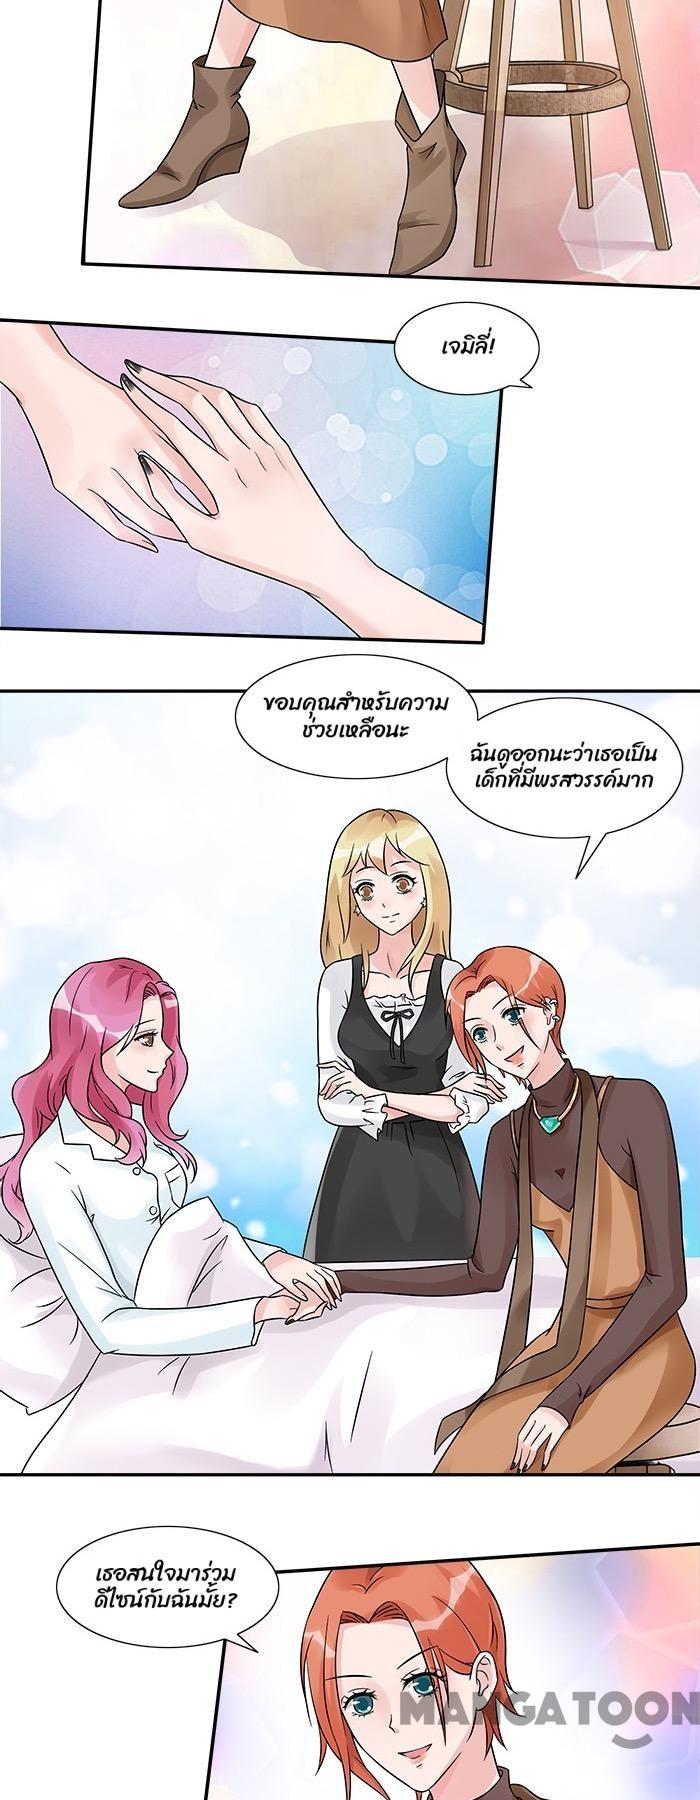 เจมิลี่!
ขอบคุณสำหรับความ
ช่วยเหลือนะ
ฉันดูออกนะว่าเธอเป็น
เด็กที่มีพรสวรรค์มาก
เธอสนใจมาร่วม
ดีไซน์กับฉันมั้ย?
MANGATOON